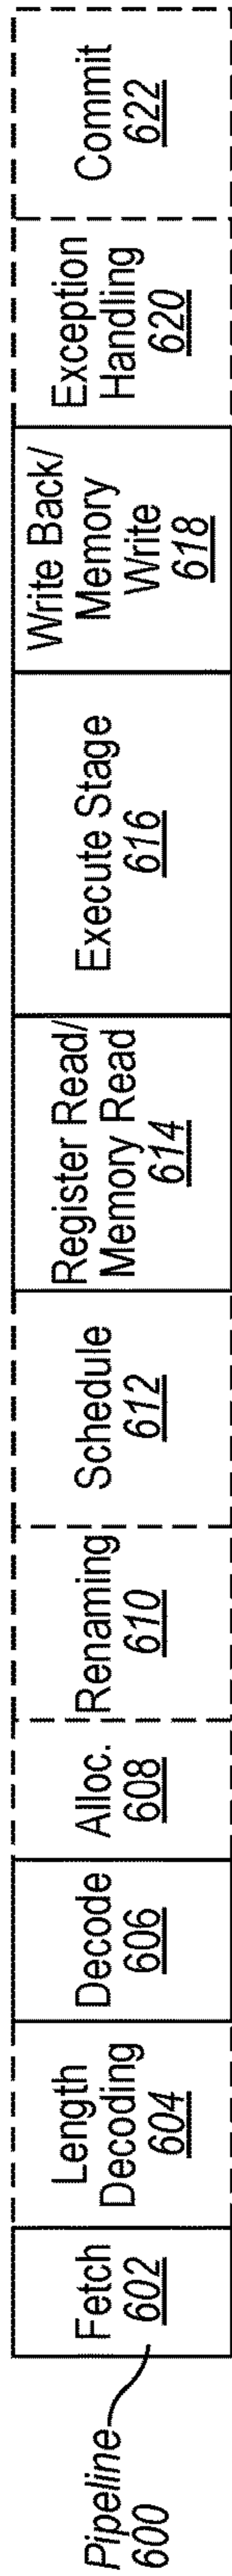 Pipeline
600
Fetch
602
Length
Decoding
604
Decode
606
Alloc.
608
Renaming
610
Schedule
612
Register Read/
Memory Read
614
Execute Stage
616
Write Back/
Memory
Write
618
Exception
Handling
620
Commit
622